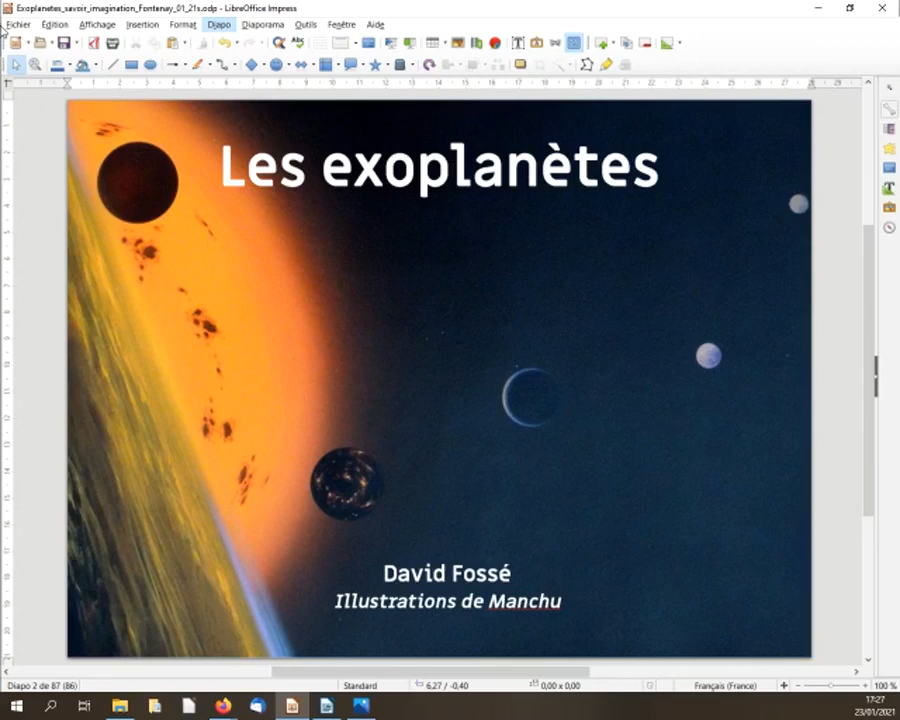 Exoplanetes_savoir_imagination_Fontenay_01_21s.odp - LibreOffice Impress
Fichier Édition Affichage Insertion Format Diapo Diaporama Outils Fenêtre Aide
Les exoplanètes
David Fossé
Illustrations de Manchu
Diapo 2 de 87 (86) Standard 6,27 / -0,40 0,00 x 0,00 Français (France) 100 %
17:27
23/01/2021